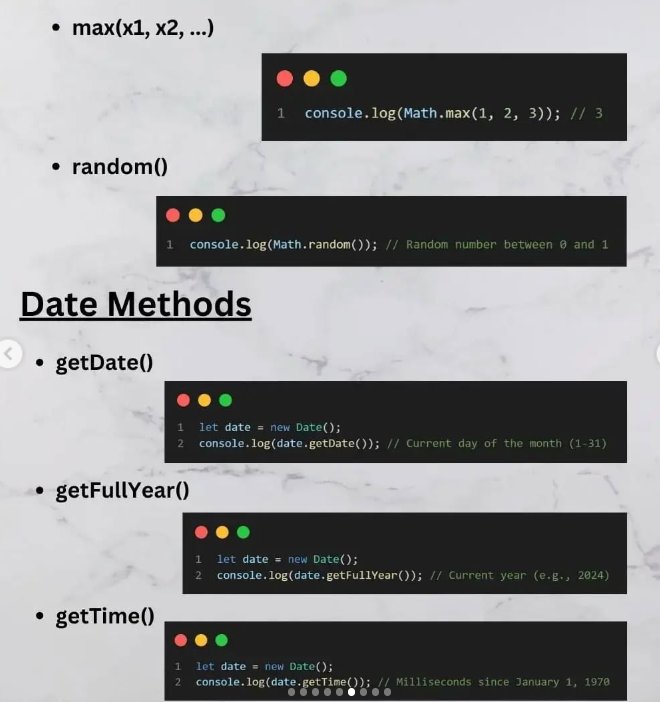 • max(x1, x2, ...)
1 console.log(Math.max(1, 2, 3)); // 3
• random()
1 console.log(Math.random()); // Random number between 0 and 1
Date Methods
• getDate()
1 let date = new Date();
2 console.log(date.getDate()); // Current day of the month (1-31)
• getFullYear()
1 let date = new Date();
2 console.log(date.getFullYear()); // Current year (e.g., 2024)
• getTime()
1 let date = new Date();
2 console.log(date.getTime()); // Milliseconds since January 1, 1970